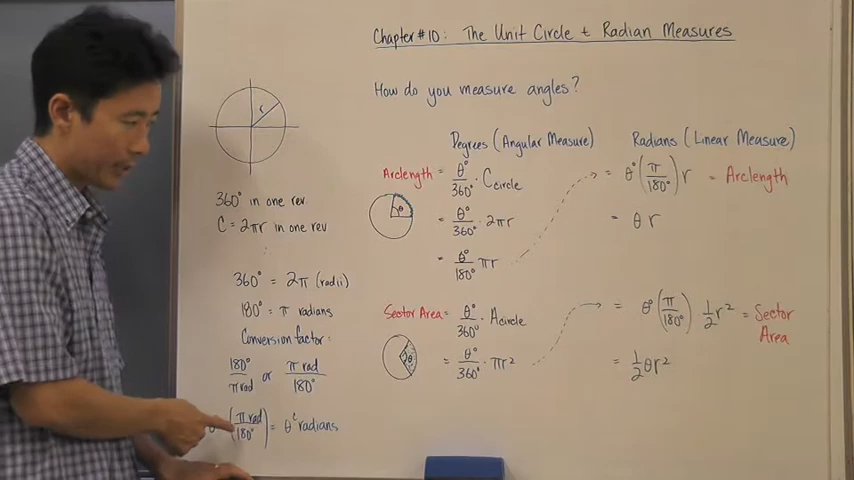 Chapter #10: The Unit Circle & Radian Measures
How do you measure angles?
r
360° in one rev.
C = 2πr in one rev
360° = 2π (radii)
180° = π radians
Conversion factor:
180°/π rad or π rad/180°
θ° (π rad/180°) = θᶜ radians
Degrees (Angular Measure)
Arclength = θ°/360° · C circle
θ
= θ°/360° · 2πr
= θ°/180° πr
Sector Area = θ°/360° · A circle
θ
= θ°/360° · πr²
Radians (Linear Measure)
= θ° (π/180°) r = Arclength
= θ r
= θ° (π/180°) · 1/2 r² = Sector Area
= 1/2 θr²